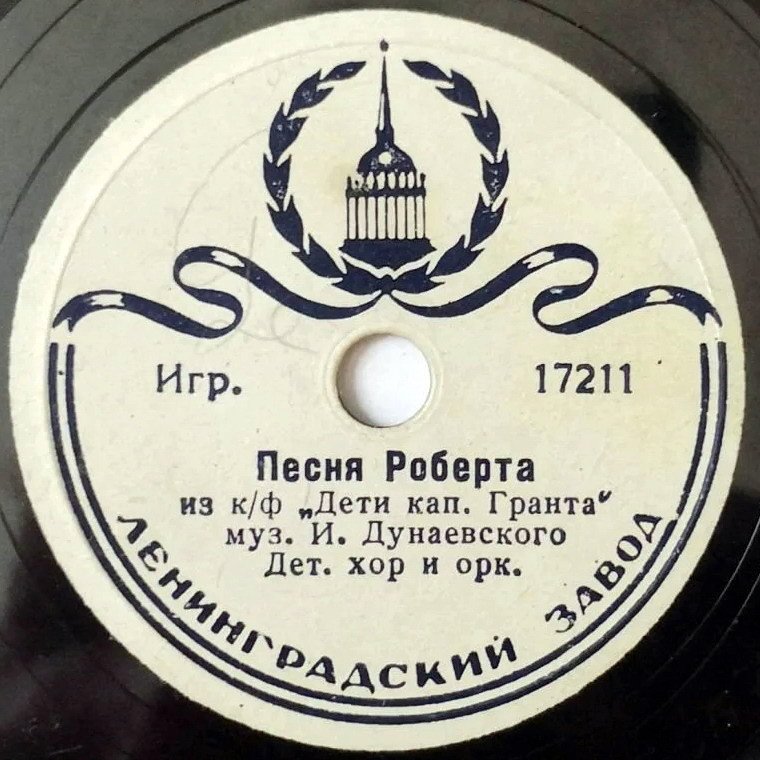 Игр. 17211
Песня Роберта
из к/ф „Дети кап. Гранта“
муз. И. Дунаевского
Дет. хор и орк.
ЛЕНИНГРАДСКИЙ ЗАВОД